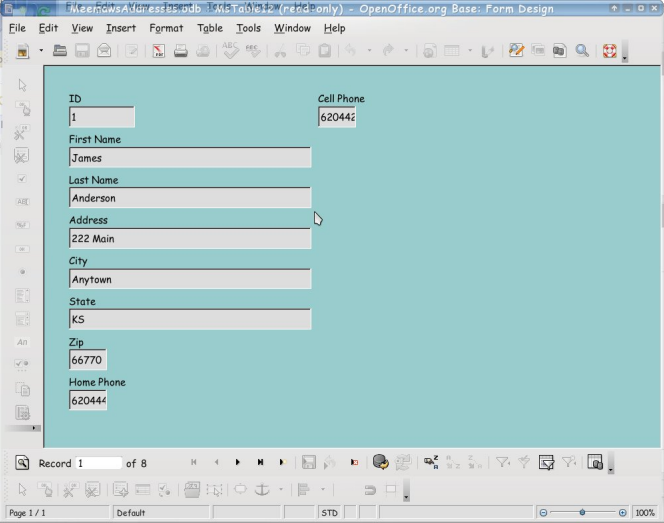 MeemawsAddresses.odb : MsTable12 (read-only) - OpenOffice.org Base: Form Design
File Edit View Insert Format Table Tools Window Help
ID
1
Cell Phone
620442
First Name
James
Last Name
Anderson
Address
222 Main
City
Anytown
State
KS
Zip
66770
Home Phone
620444
Record 1 of 8
Page 1 / 1 Default STD 100%